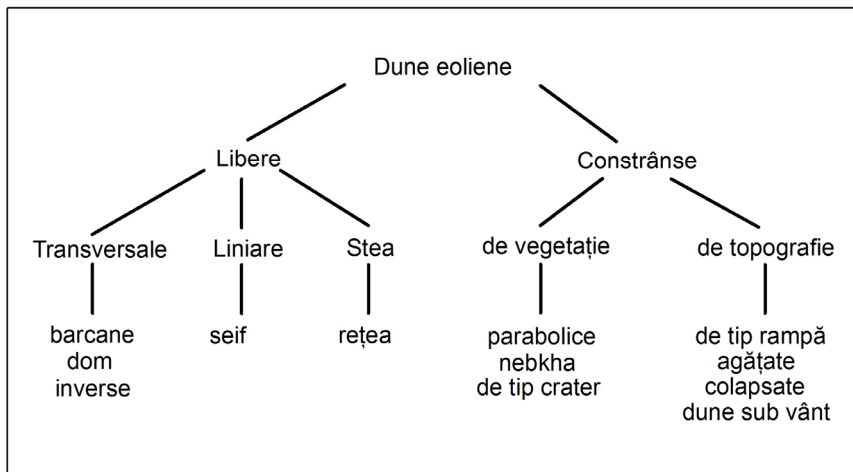 Dune eoliene
Libere
Constrânse
Transversale
Liniare
Stea
de vegetație
de topografie
barcane
dom
inverse
seif
rețea
parabolice
nebkha
de tip crater
de tip rampă
agățate
colapsate
dune sub vânt